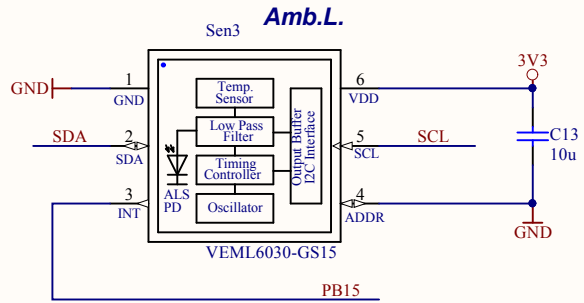 Amb.L.
Sen3
3V3
GND
1
GND
6
VDD
Temp.
Sensor
SDA
2
SDA
Low Pass
Filter
Output Buffer
I2C Interface
5
SCL
SCL
C13
10u
Timing
Controller
ALS
PD
3
INT
Oscillator
4
ADDR
GND
VEML6030-GS15
PB15